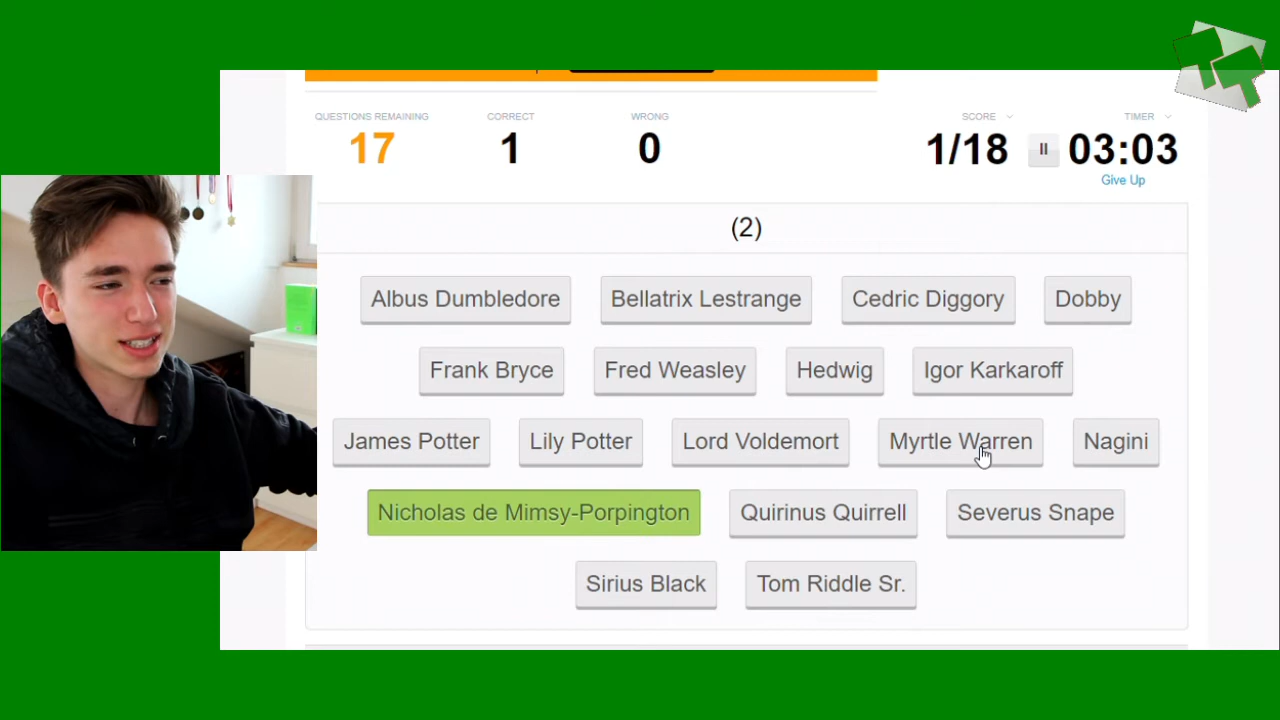 QUESTIONS REMAINING CORRECT WRONG SCORE TIMER
17 1 0 1/18 03:03
Give Up
(2)
Albus Dumbledore Bellatrix Lestrange Cedric Diggory Dobby
Frank Bryce Fred Weasley Hedwig Igor Karkaroff
James Potter Lily Potter Lord Voldemort Myrtle Warren Nagini
Nicholas de Mimsy-Porpington Quirinus Quirrell Severus Snape
Sirius Black Tom Riddle Sr.